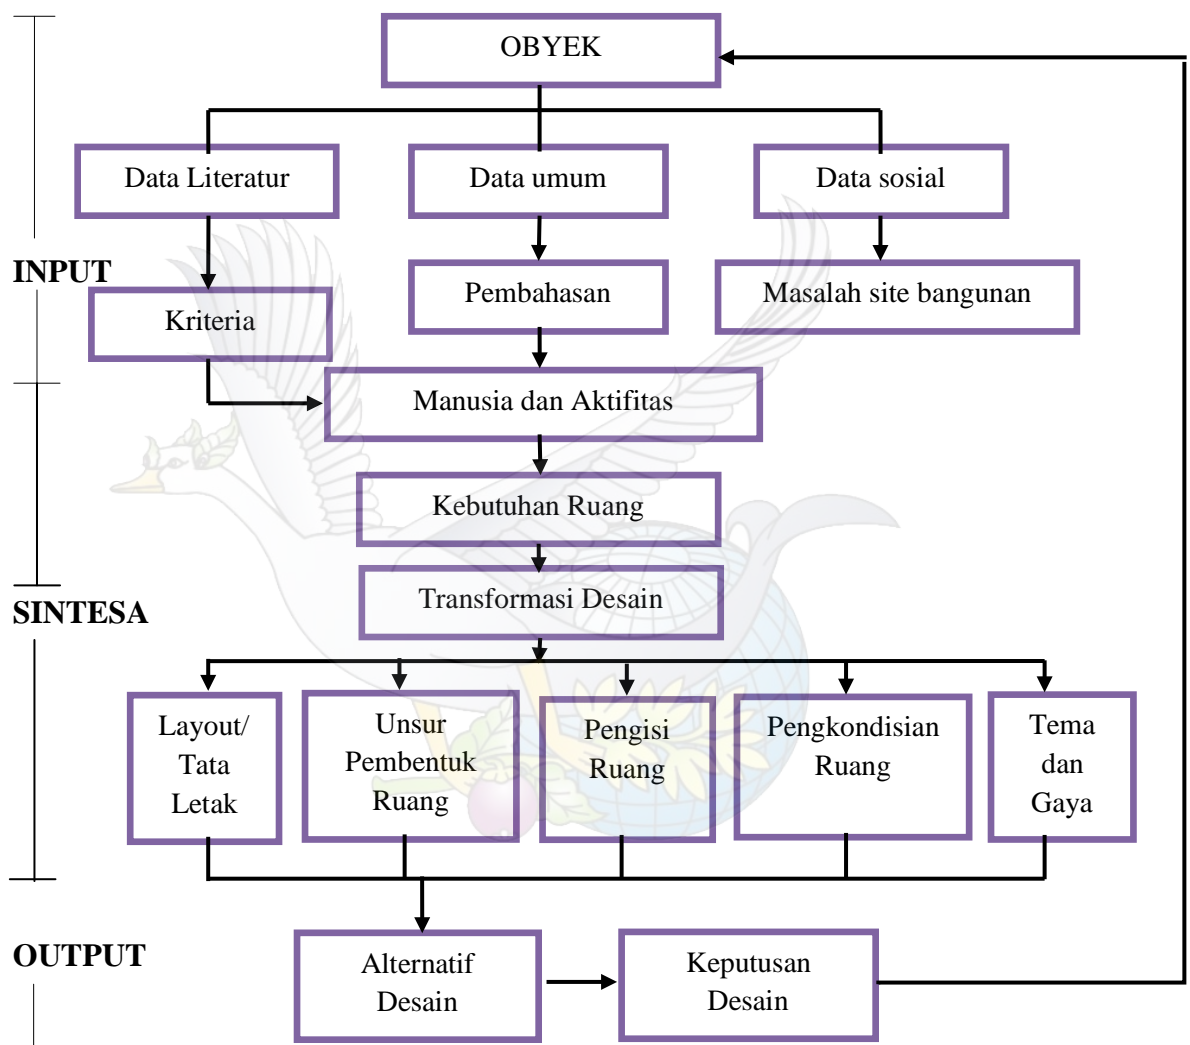 OBYEK
Data Literatur
Data umum
Data sosial
INPUT
Kriteria
Pembahasan
Masalah site bangunan
Manusia dan Aktifitas
Kebutuhan Ruang
Transformasi Desain
SINTESA
Layout/
Tata
Letak
Unsur
Pembentuk
Ruang
Pengisi
Ruang
Pengkondisian
Ruang
Tema
dan
Gaya
OUTPUT
Alternatif
Desain
Keputusan
Desain